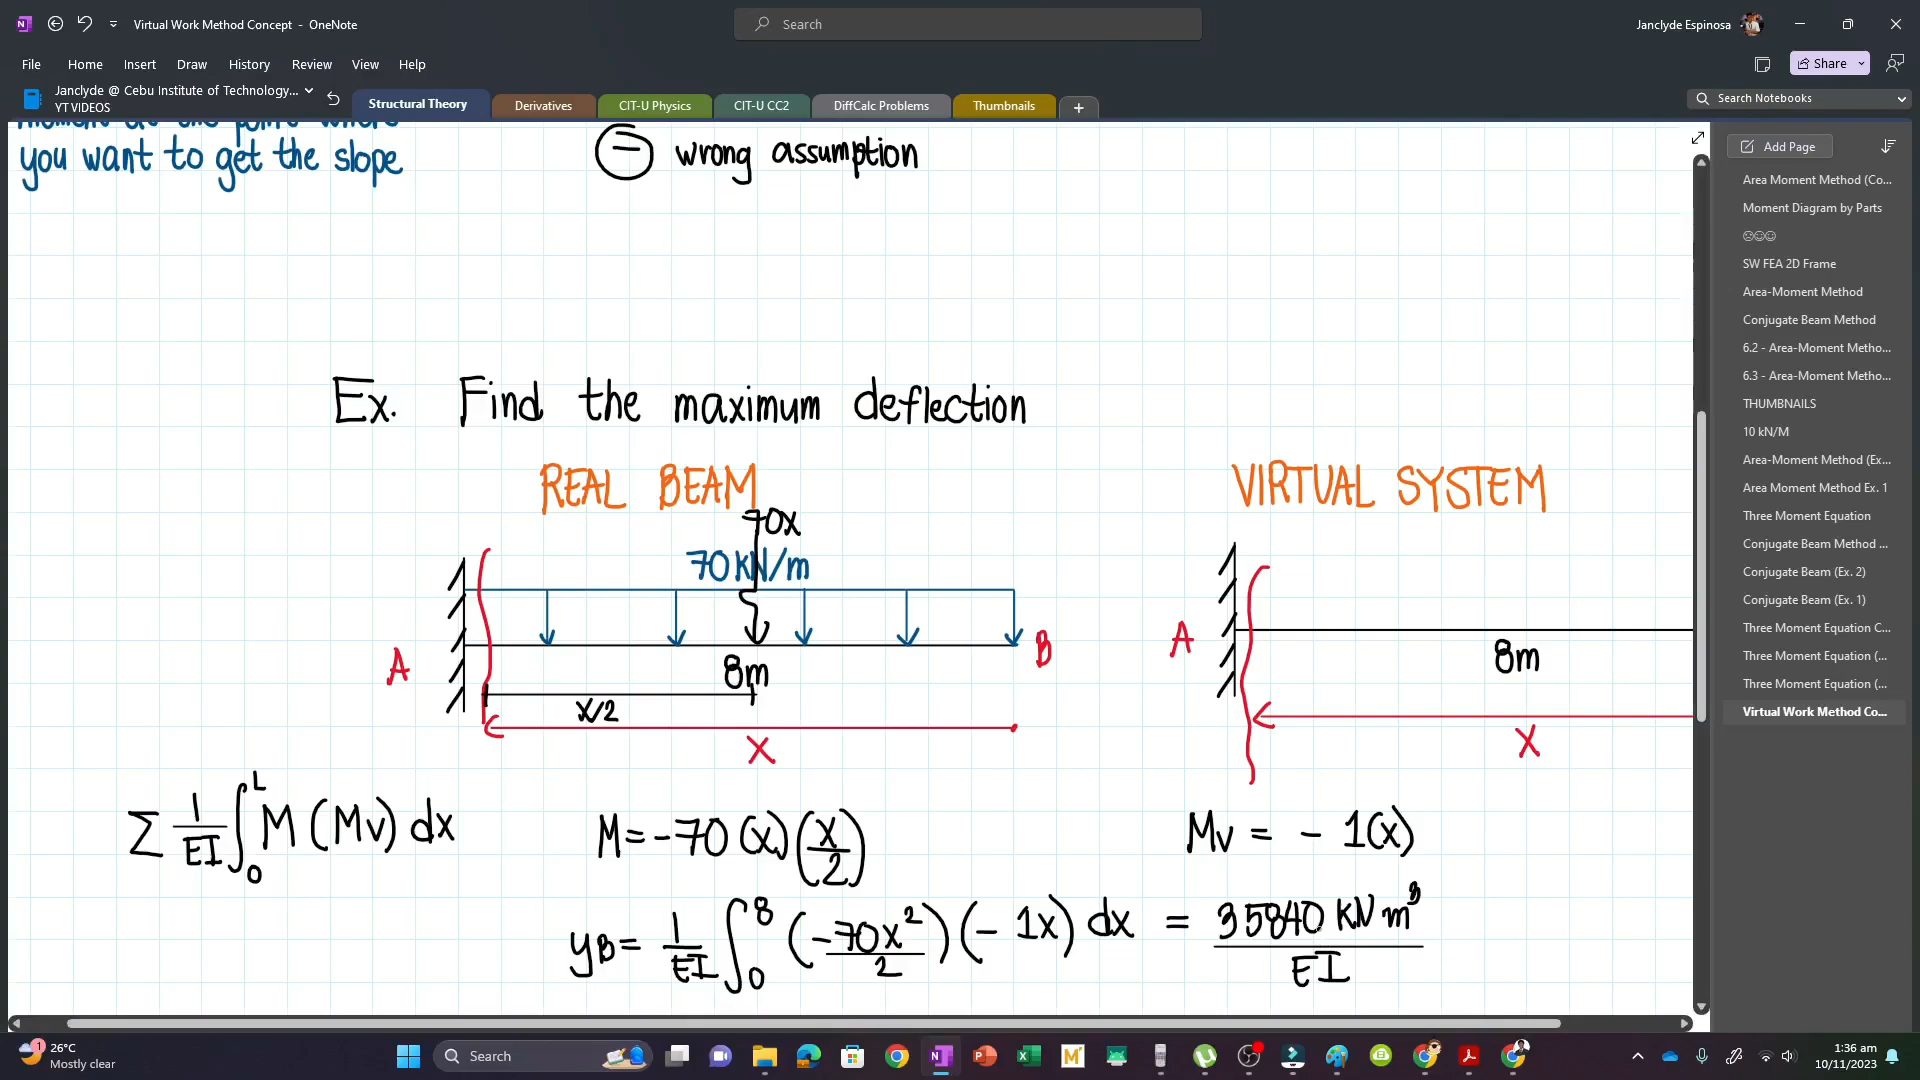 Virtual Work Method Concept - OneNote
Search
Janclyde Espinosa
File Home Insert Draw History Review View Help
Share
Janclyde @ Cebu Institute of Technology...
YT VIDEOS
Structural Theory
Derivatives
CIT-U Physics
CIT-U CC2
DiffCalc Problems
Thumbnails
+
Search Notebooks
Add Page
Area Moment Method (Co...
Moment Diagram by Parts
☹☺☺
SW FEA 2D Frame
Area-Moment Method
Conjugate Beam Method
6.2 - Area-Moment Metho...
6.3 - Area-Moment Metho...
THUMBNAILS
10 kN/M
Area-Moment Method (Ex...
Area Moment Method Ex. 1
Three Moment Equation
Conjugate Beam Method ...
Conjugate Beam (Ex. 2)
Conjugate Beam (Ex. 1)
Three Moment Equation C...
Three Moment Equation (...
Three Moment Equation (...
Virtual Work Method Co...
moment at the point where
you want to get the slope
− wrong assumption
Ex. Find the maximum deflection
REAL BEAM
70x
70 kN/m
A
B
8m
x/2
X
VIRTUAL SYSTEM
A
8m
X
Σ 1/EI ∫₀ᴸ M (Mv) dx
M = -70 (x) (x/2)
Mv = - 1(x)
yB = 1/EI ∫₀⁸ (-70x²/2) (- 1x) dx = 35840 kN m³/EI
1
26°C
Mostly clear
Search
1:36 am
10/11/2023